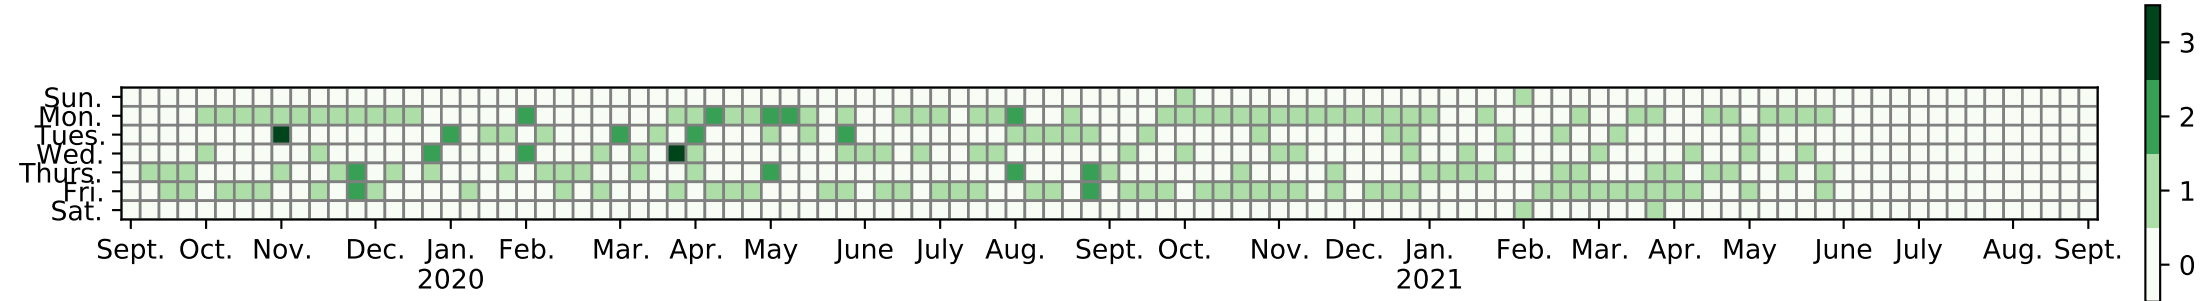 3
2
1
0
Sun.
Mon.
Tues.
Wed.
Thurs.
Fri.
Sat.
Sept. Oct. Nov. Dec. Jan. Feb. Mar. Apr. May June July Aug. Sept. Oct. Nov. Dec. Jan. Feb. Mar. Apr. May June July Aug. Sept.
2020 2021